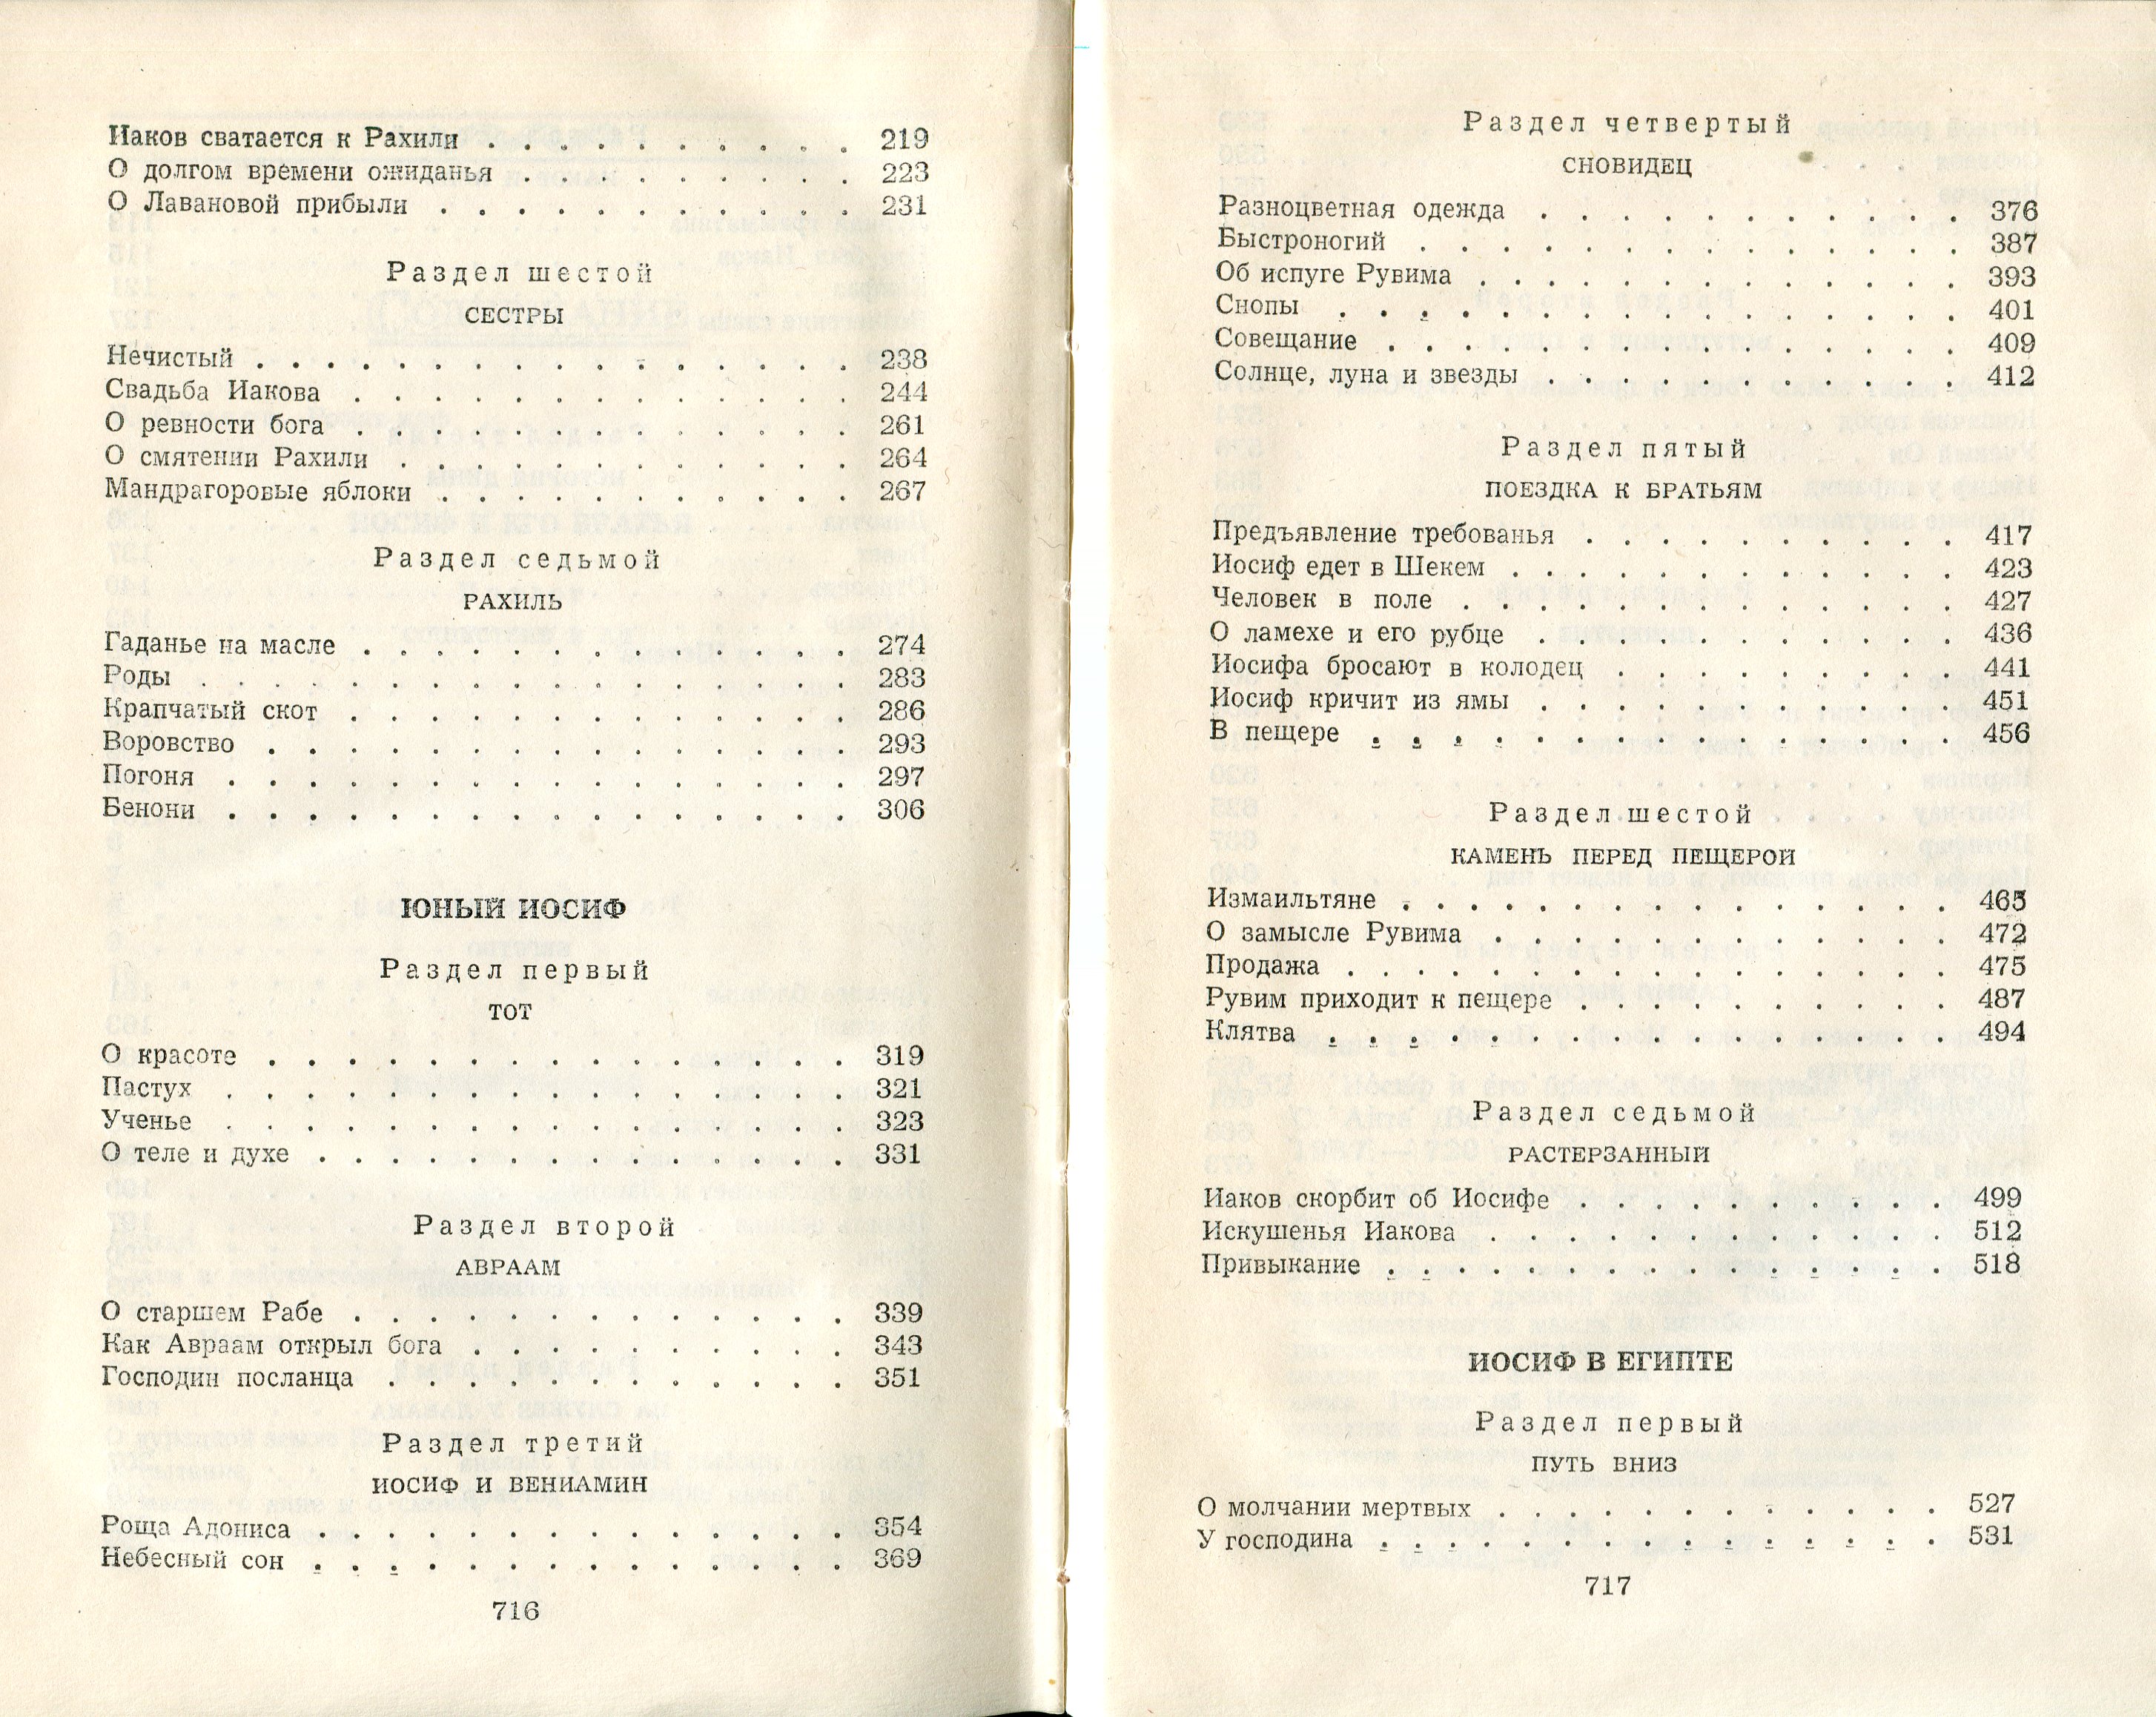 Иаков сватается к Рахили . . . . . . . . . . 219
О долгом времени ожиданья . . . . . . . . . 223
О Лавановой прибыли . . . . . . . . . . . 231
Раздел шестой
СЕСТРЫ
Нечистый . . . . . . . . . . . . . . . . 238
Свадьба Иакова . . . . . . . . . . . . . 244
О ревности бога . . . . . . . . . . . . . 261
О смятении Рахили . . . . . . . . . . . . 264
Мандрагоровые яблоки . . . . . . . . . . . 267
Раздел седьмой
РАХИЛЬ
Гаданье на масле . . . . . . . . . . . . . 274
Роды . . . . . . . . . . . . . . . . . 283
Крапчатый скот . . . . . . . . . . . . . 286
Воровство . . . . . . . . . . . . . . . 293
Погоня . . . . . . . . . . . . . . . . 297
Бенони . . . . . . . . . . . . . . . . 306
ЮНЫЙ ИОСИФ
Раздел первый
ТОТ
О красоте . . . . . . . . . . . . . . . 319
Пастух . . . . . . . . . . . . . . . . 321
Ученье . . . . . . . . . . . . . . . . 323
О теле и духе . . . . . . . . . . . . . . 331
Раздел второй
АВРААМ
О старшем Рабе . . . . . . . . . . . . . 339
Как Авраам открыл бога . . . . . . . . . . 343
Господин посланца . . . . . . . . . . . . 351
Раздел третий
ИОСИФ И ВЕНИАМИН
Роща Адониса . . . . . . . . . . . . . 354
Небесный сон . . . . . . . . . . . . . . 369
716
Раздел четвертый
СНОВИДЕЦ
Разноцветная одежда . . . . . . . . . . . 376
Быстроногий . . . . . . . . . . . . . . 387
Об испуге Рувима . . . . . . . . . . . . 393
Снопы . . . . . . . . . . . . . . . . 401
Совещание . . . . . . . . . . . . . . 409
Солнце, луна и звезды . . . . . . . . . . . 412
Раздел пятый
ПОЕЗДКА К БРАТЬЯМ
Предъявление требованья . . . . . . . . . . 417
Иосиф едет в Шекем . . . . . . . . . . . . 423
Человек в поле . . . . . . . . . . . . . 427
О ламехе и его рубце . . . . . . . . . . . 436
Иосифа бросают в колодец . . . . . . . . . 441
Иосиф кричит из ямы . . . . . . . . . . . 451
В пещере . . . . . . . . . . . . . . . 456
Раздел шестой
КАМЕНЬ ПЕРЕД ПЕЩЕРОЙ
Измаильтяне . . . . . . . . . . . . . . 465
О замысле Рувима . . . . . . . . . . . . 472
Продажа . . . . . . . . . . . . . . . 475
Рувим приходит к пещере . . . . . . . . . . 487
Клятва . . . . . . . . . . . . . . . . 494
Раздел седьмой
РАСТЕРЗАННЫЙ
Иаков скорбит об Иосифе . . . . . . . . . . 499
Искушенья Иакова . . . . . . . . . . . . 512
Привыкание . . . . . . . . . . . . . . 518
ИОСИФ В ЕГИПТЕ
Раздел первый
ПУТЬ ВНИЗ
О молчании мертвых . . . . . . . . . . . 527
У господина . . . . . . . . . . . . . . 531
717